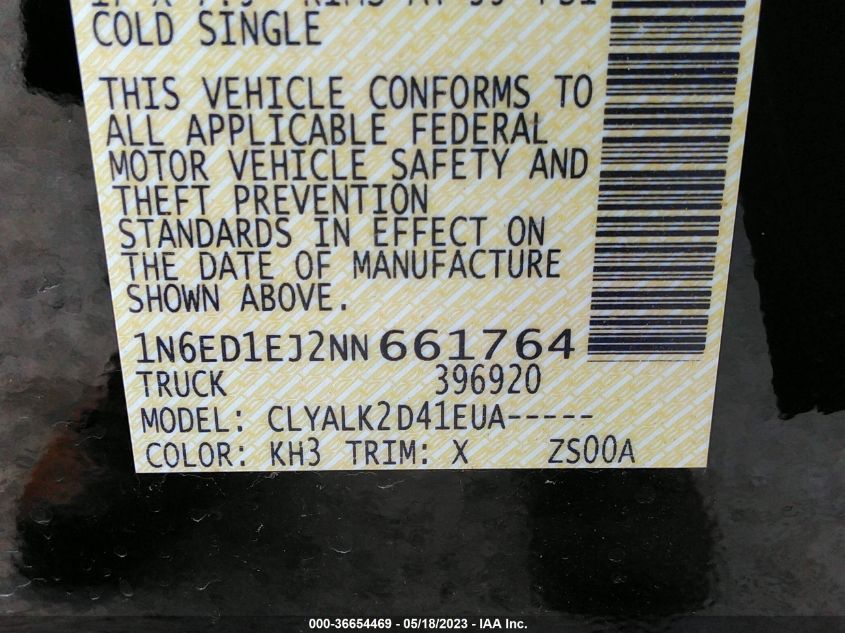 COLD SINGLE
THIS VEHICLE CONFORMS TO
ALL APPLICABLE FEDERAL
MOTOR VEHICLE SAFETY AND
THEFT PREVENTION
STANDARDS IN EFFECT ON
THE DATE OF MANUFACTURE
SHOWN ABOVE.
1N6ED1EJ2NN661764
TRUCK 396920
MODEL: CLYALK2D41EUA-----
COLOR: KH3 TRIM: X ZS00A
000-36654469 - 05/18/2023 - IAA Inc.